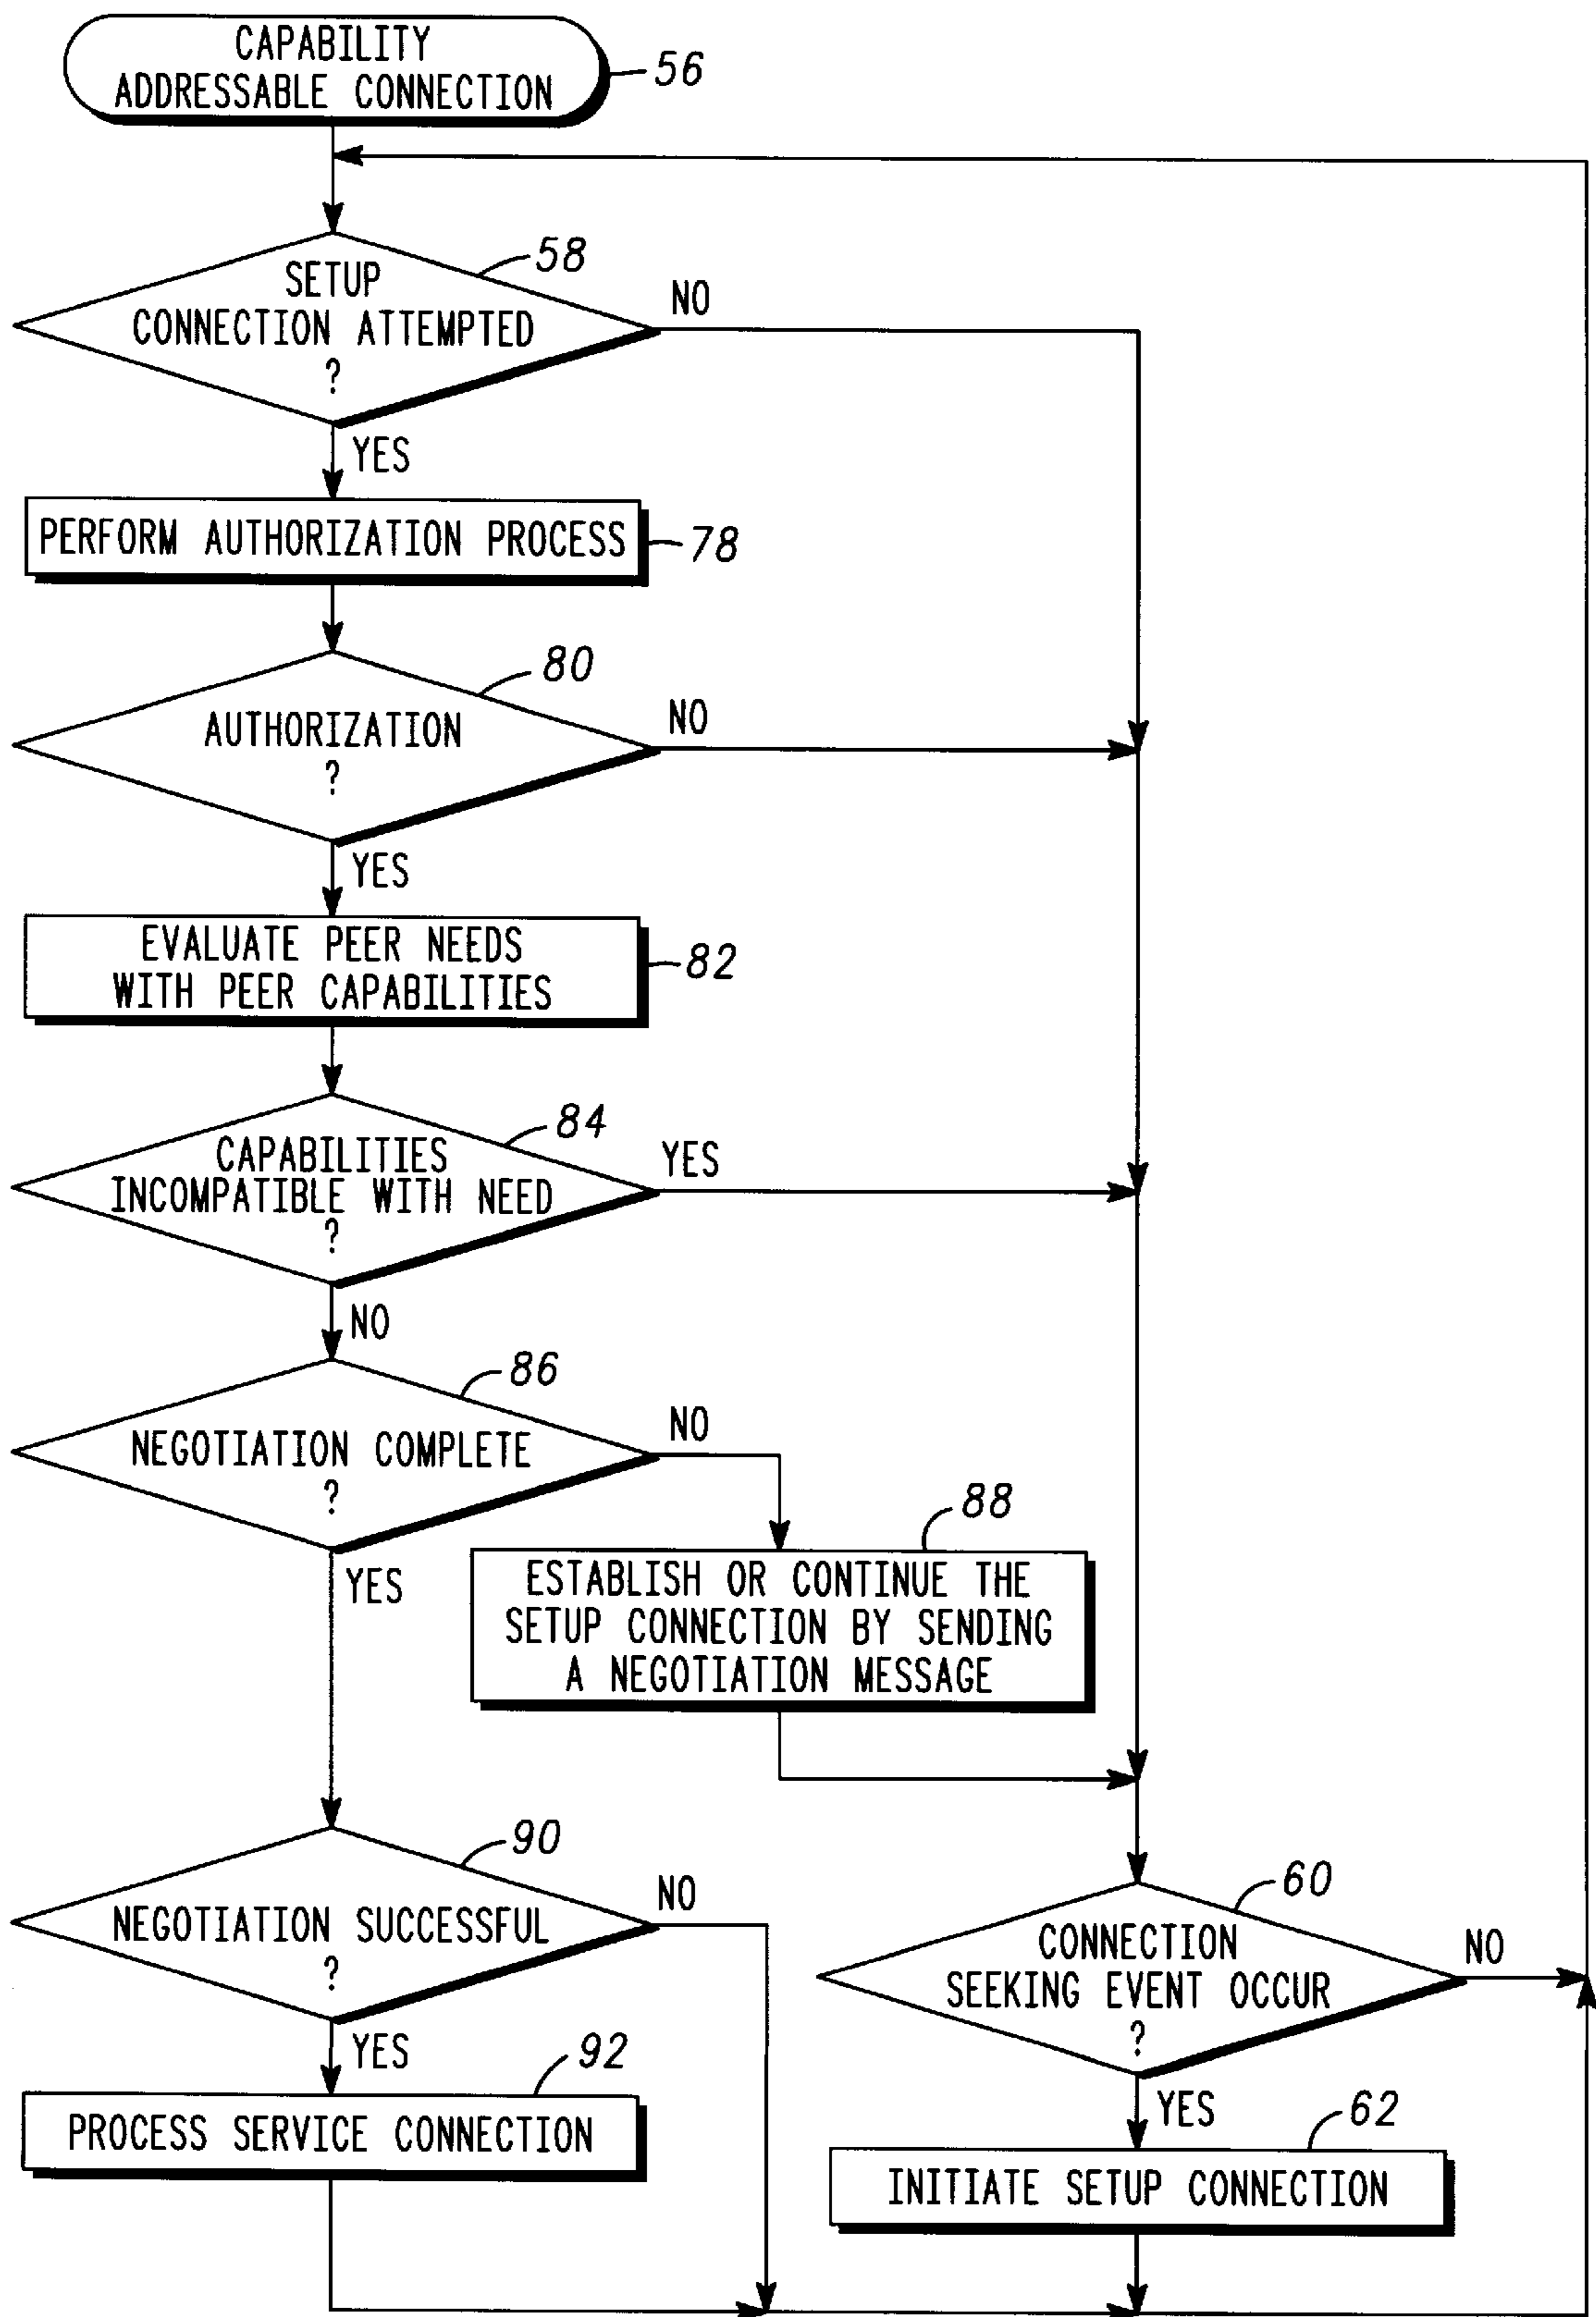 CAPABILITY
ADDRESSABLE CONNECTION
56
58
SETUP
CONNECTION ATTEMPTED
?
NO
YES
PERFORM AUTHORIZATION PROCESS
78
80
AUTHORIZATION
?
NO
YES
EVALUATE PEER NEEDS
WITH PEER CAPABILITIES
82
84
CAPABILITIES
INCOMPATIBLE WITH NEED
?
YES
NO
86
NEGOTIATION COMPLETE
?
NO
YES
88
ESTABLISH OR CONTINUE THE
SETUP CONNECTION BY SENDING
A NEGOTIATION MESSAGE
90
NEGOTIATION SUCCESSFUL
?
NO
YES
92
PROCESS SERVICE CONNECTION
60
CONNECTION
SEEKING EVENT OCCUR
?
NO
YES
62
INITIATE SETUP CONNECTION